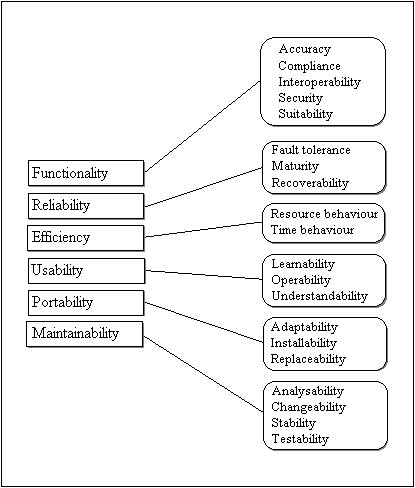 Functionality
Reliability
Efficiency
Usability
Portability
Maintainability
Accuracy
Compliance
Interoperability
Security
Suitability
Fault tolerance
Maturity
Recoverability
Resource behaviour
Time behaviour
Learnability
Operability
Understandability
Adaptability
Installability
Replaceability
Analysability
Changeability
Stability
Testability